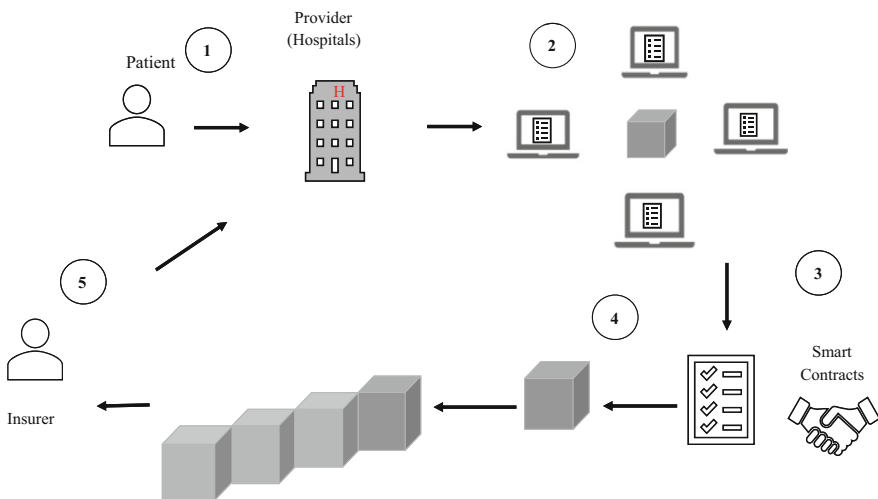 Provider
(Hospitals)
1
Patient
H
2
3
Smart
Contracts
4
5
Insurer